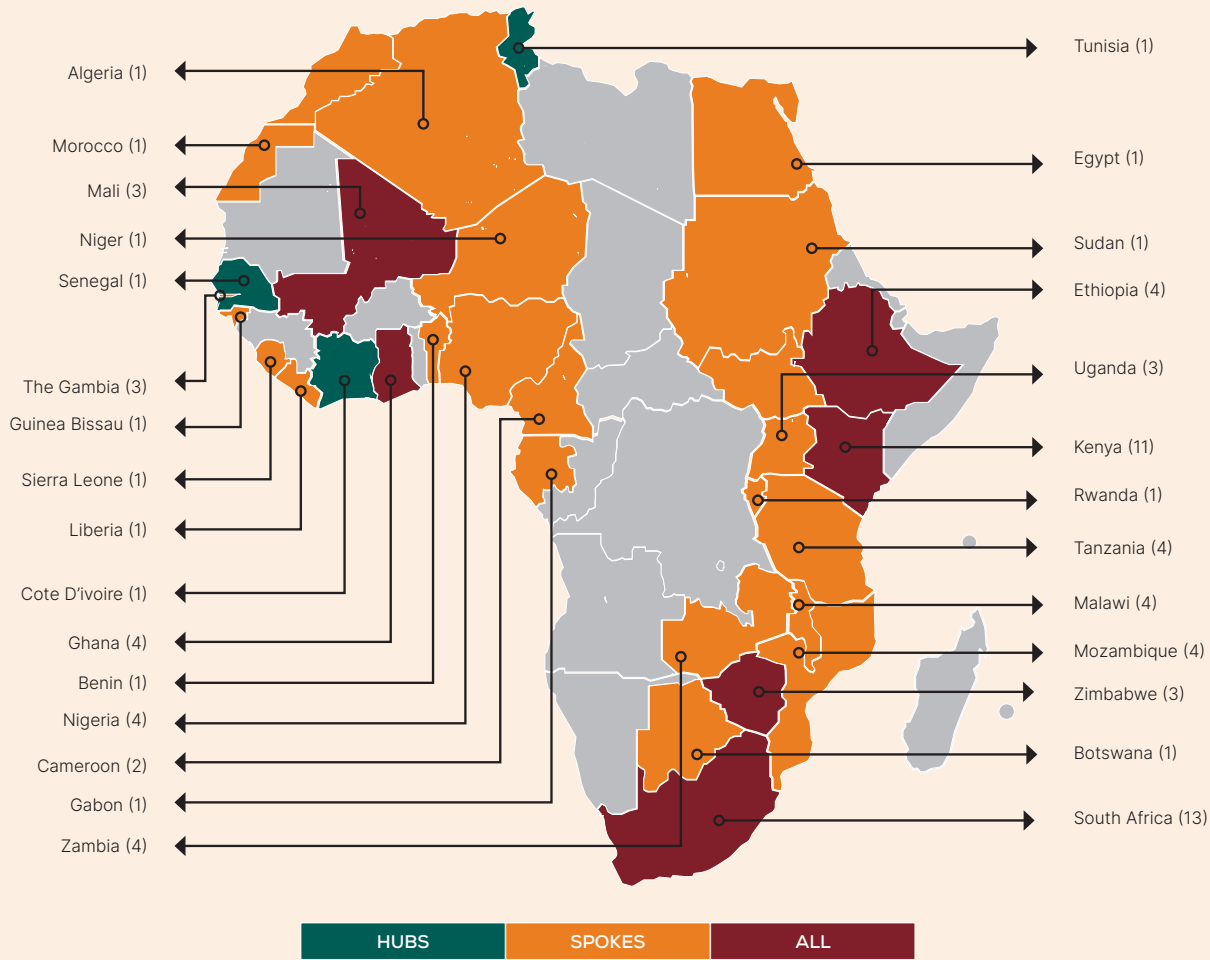 Algeria (1)
Morocco (1)
Mali (3)
Niger (1)
Senegal (1)
The Gambia (3)
Guinea Bissau (1)
Sierra Leone (1)
Liberia (1)
Cote D’ivoire (1)
Ghana (4)
Benin (1)
Nigeria (4)
Cameroon (2)
Gabon (1)
Zambia (4)
Tunisia (1)
Egypt (1)
Sudan (1)
Ethiopia (4)
Uganda (3)
Kenya (11)
Rwanda (1)
Tanzania (4)
Malawi (4)
Mozambique (4)
Zimbabwe (3)
Botswana (1)
South Africa (13)
HUBS
SPOKES
ALL